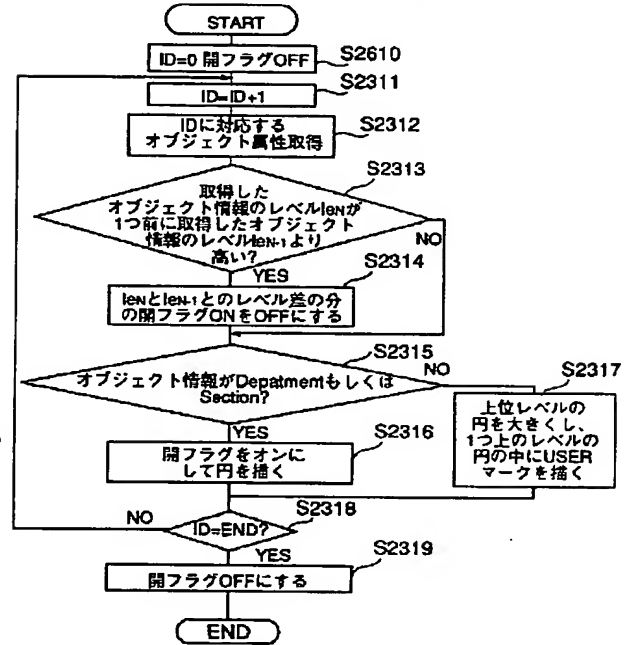 START
S2610
ID=0 開フラグOFF
S2311
ID=ID+1
S2312
IDに対応する
オブジェクト属性取得
S2313
取得した
オブジェクト情報のレベルleNが
1つ前に取得したオブジェクト
情報のレベルleN-1より
高い?
NO
YES
S2314
leNとleN-1とのレベル差の分
の開フラグONをOFFにする
S2315
オブジェクト情報がDepatmentもしくは
Section?
NO
S2317
上位レベルの
円を大きくし、
1つ上のレベルの
円の中にUSER
マークを描く
YES
S2316
開フラグをオンに
して円を描く
NO
S2318
ID=END?
YES
S2319
開フラグOFFにする
END